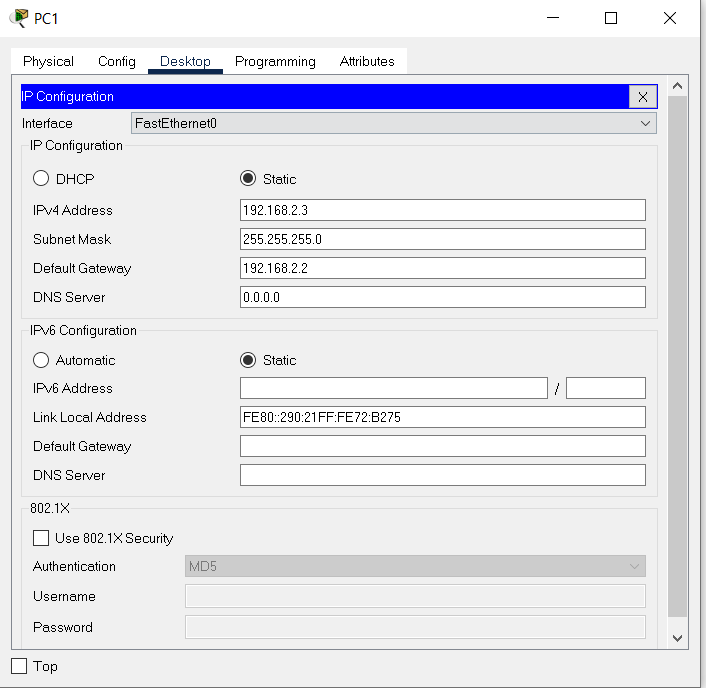 PC1
Physical Config Desktop Programming Attributes
IP Configuration X
Interface FastEthernet0
IP Configuration
DHCP Static
IPv4 Address 192.168.2.3
Subnet Mask 255.255.255.0
Default Gateway 192.168.2.2
DNS Server 0.0.0.0
IPv6 Configuration
Automatic Static
IPv6 Address /
Link Local Address FE80::290:21FF:FE72:B275
Default Gateway
DNS Server
802.1X
Use 802.1X Security
Authentication MD5
Username
Password
Top